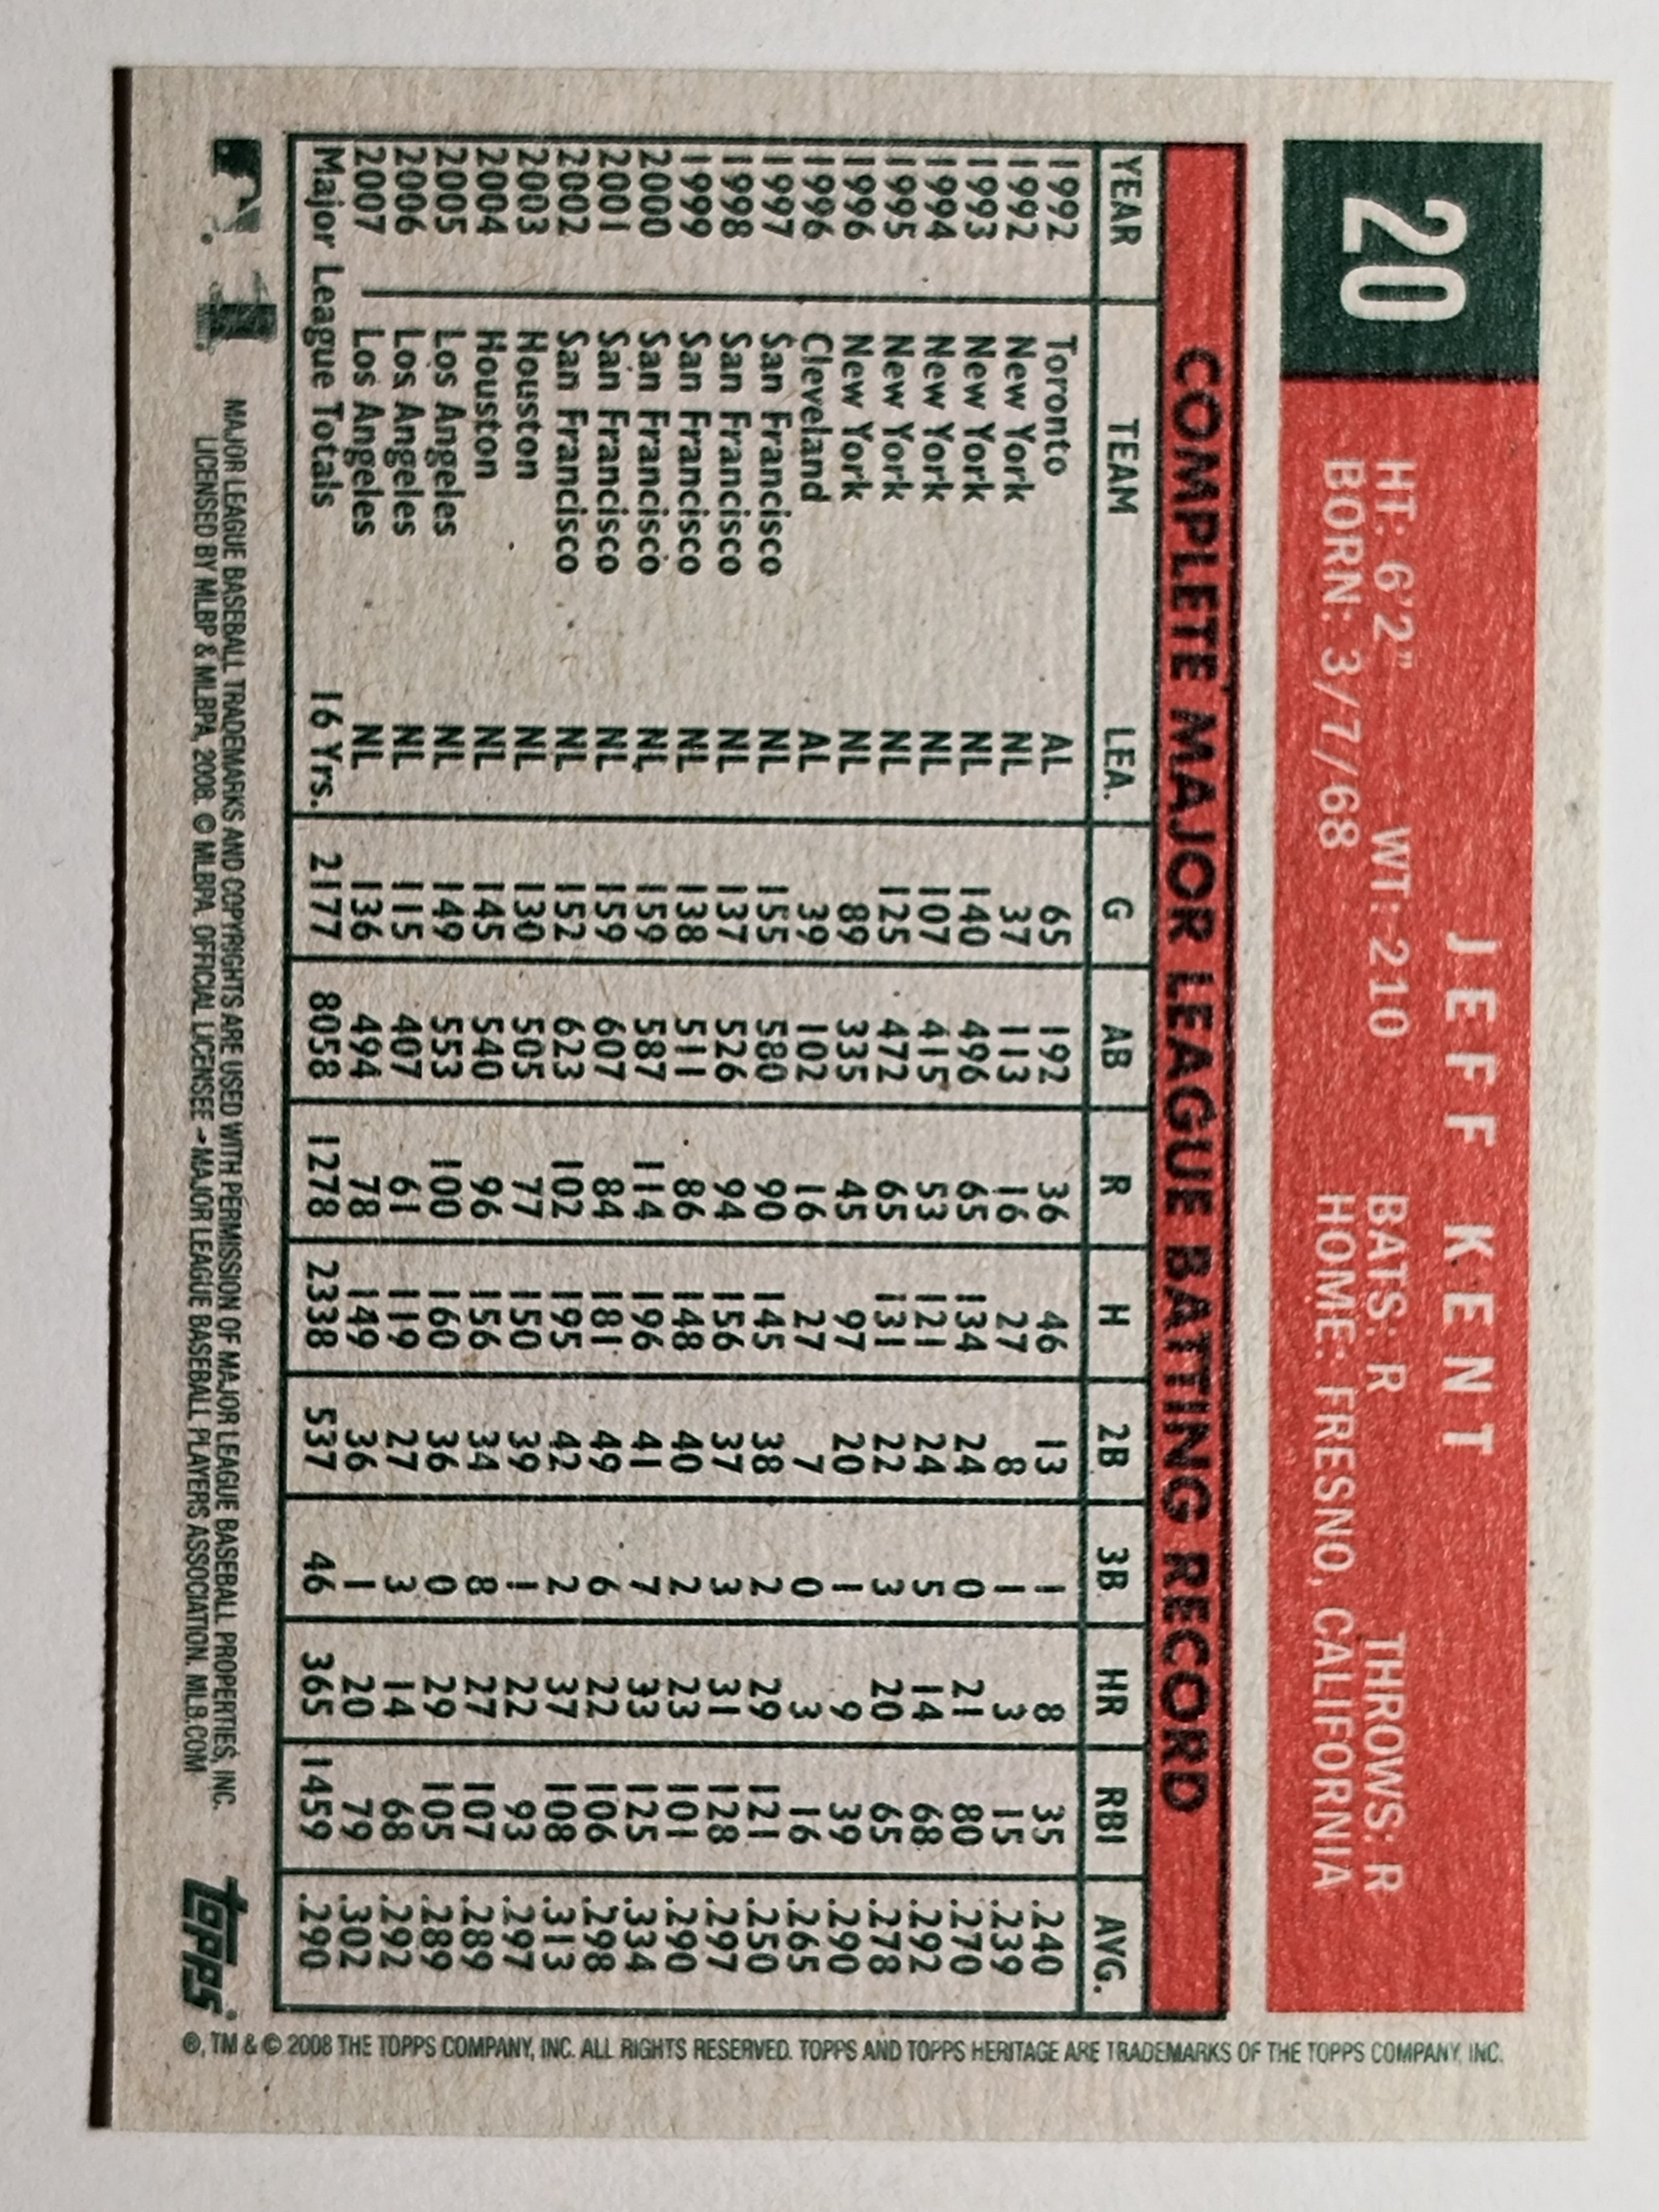 20
JEFF KENT
HT: 6'2" WT: 210 BATS: R THROWS: R
BORN: 3/7/68 HOME: FRESNO, CALIFORNIA
COMPLETE MAJOR LEAGUE BATTING RECORD
YEAR TEAM LEA. G AB R H 2B 3B HR RBI AVG.
1992 Toronto AL 65 192 36 46 13 1 8 35 .240
1992 New York NL 37 113 16 27 8 1 3 15 .239
1993 New York NL 140 496 65 134 24 0 21 80 .270
1994 New York NL 107 415 53 121 24 5 14 68 .292
1995 New York NL 125 472 65 131 22 3 20 65 .278
1996 New York NL 89 335 45 97 20 1 9 39 .290
1996 Cleveland AL 39 102 16 27 7 0 3 16 .265
1997 San Francisco NL 155 580 90 145 38 2 29 121 .250
1998 San Francisco NL 137 526 94 156 37 3 31 128 .297
1999 San Francisco NL 138 511 86 148 40 2 23 101 .290
2000 San Francisco NL 159 587 114 196 41 7 33 125 .334
2001 San Francisco NL 159 607 84 181 49 6 22 106 .298
2002 San Francisco NL 152 623 102 195 42 2 37 108 .313
2003 Houston NL 130 505 77 150 39 1 22 93 .297
2004 Houston NL 145 540 96 156 34 8 27 107 .289
2005 Los Angeles NL 149 553 100 160 36 0 29 105 .289
2006 Los Angeles NL 115 407 61 119 27 3 14 68 .292
2007 Los Angeles NL 136 494 78 149 36 1 20 79 .302
Major League Totals 16 Yrs. 2177 8058 1278 2338 537 46 365 1459 .290
MAJOR LEAGUE BASEBALL TRADEMARKS AND COPYRIGHTS ARE USED WITH PERMISSION OF MAJOR LEAGUE BASEBALL PROPERTIES, INC.
LICENSED BY MLBP & MLBPA, 2008. © MLBPA. OFFICIAL LICENSEE - MAJOR LEAGUE BASEBALL PLAYERS ASSOCIATION. MLB.COM
topps
®, TM & © 2008 THE TOPPS COMPANY, INC. ALL RIGHTS RESERVED. TOPPS AND TOPPS HERITAGE ARE TRADEMARKS OF THE TOPPS COMPANY, INC.